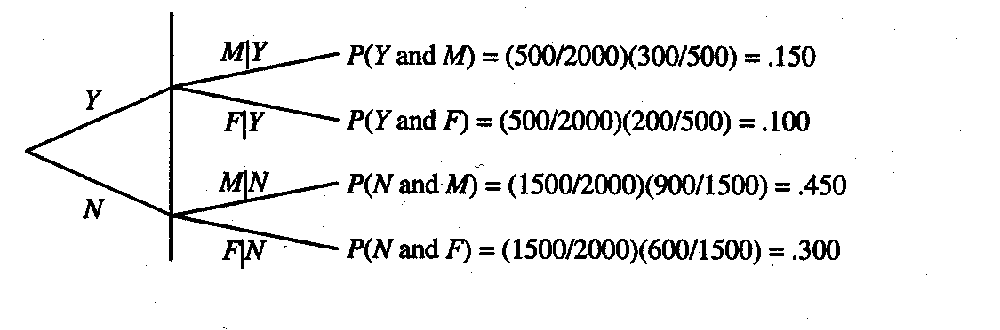 M|Y
P(Y and M) = (500/2000)(300/500) = .150
Y
F|Y
P(Y and F) = (500/2000)(200/500) = .100
M|N
P(N and M) = (1500/2000)(900/1500) = .450
N
F|N
P(N and F) = (1500/2000)(600/1500) = .300